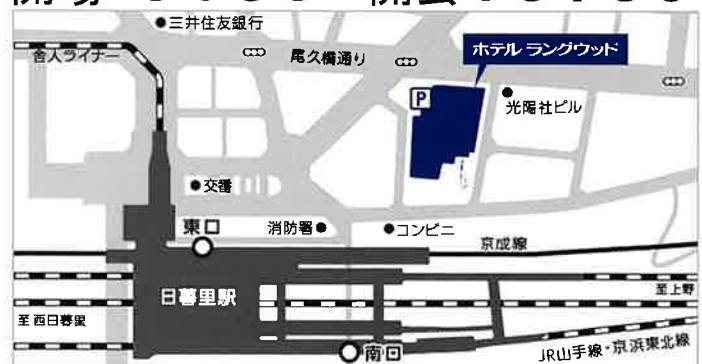 三井住友銀行
舎人ライナー
尾久橋通り
ホテル ラングウッド
P
光陽社ビル
交番
東口
消防署
コンビニ
京成線
日暮里駅
至上野
至西日暮里
南口
JR山手線・京浜東北線